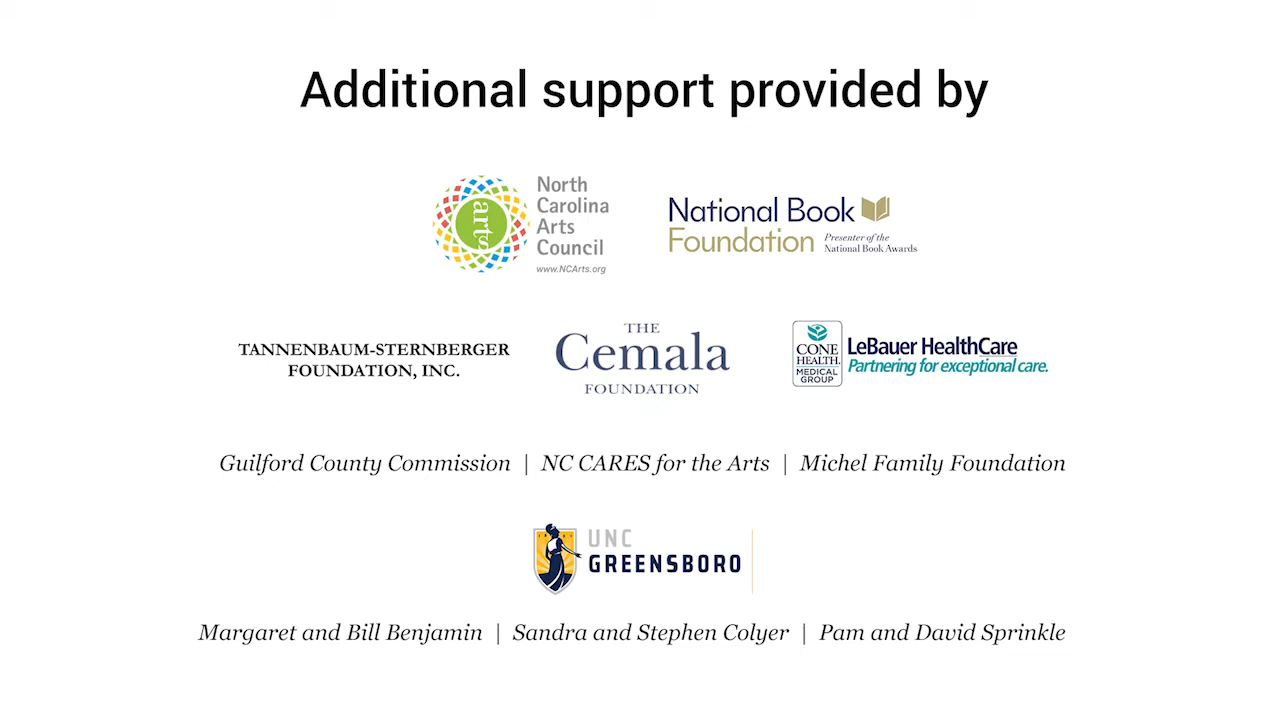 Additional support provided by
arts
North
Carolina
Arts
Council
www.NCArts.org
National Book
Foundation
Presenter of the
National Book Awards
TANNENBAUM-STERNBERGER
FOUNDATION, INC.
THE
Cemala
FOUNDATION
CONE
HEALTH.
MEDICAL
GROUP
LeBauer HealthCare
Partnering for exceptional care.
Guilford County Commission | NC CARES for the Arts | Michel Family Foundation
UNC
GREENSBORO
Margaret and Bill Benjamin | Sandra and Stephen Colyer | Pam and David Sprinkle